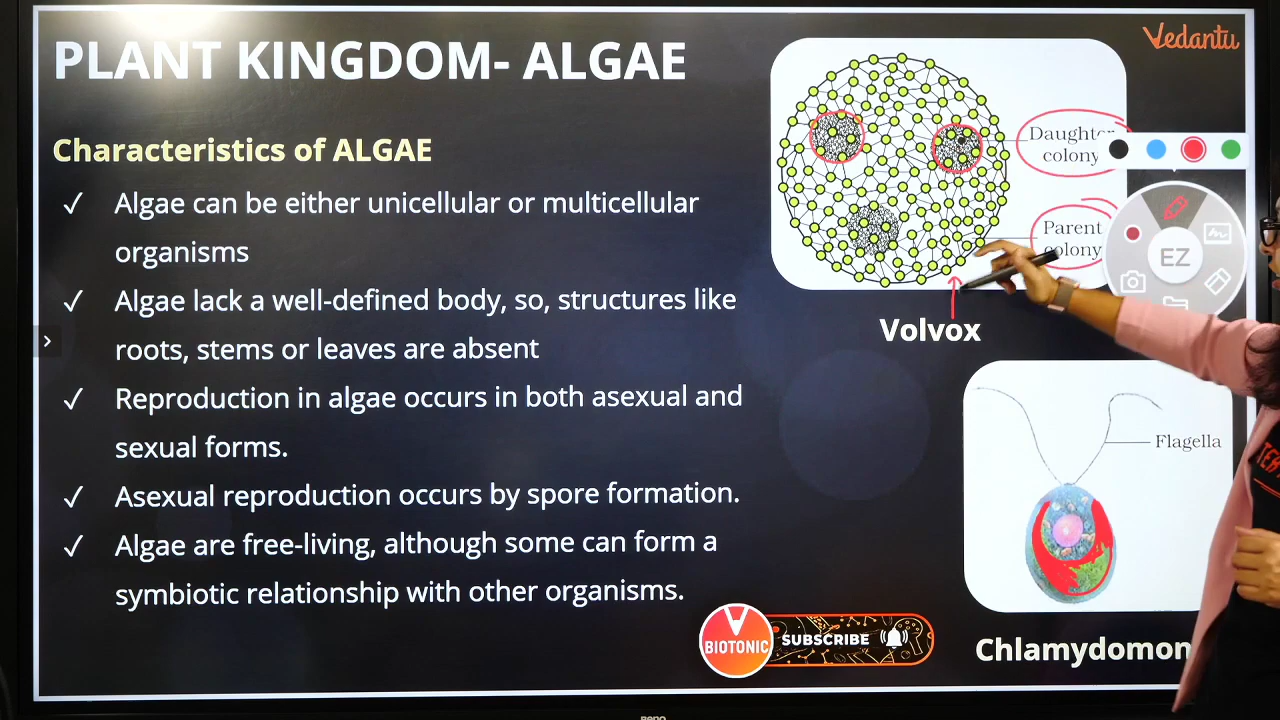 PLANT KINGDOM- ALGAE
Vedantu
Characteristics of ALGAE
✓ Algae can be either unicellular or multicellular
organisms
✓ Algae lack a well-defined body, so, structures like
roots, stems or leaves are absent
✓ Reproduction in algae occurs in both asexual and
sexual forms.
✓ Asexual reproduction occurs by spore formation.
✓ Algae are free-living, although some can form a
symbiotic relationship with other organisms.
Daughter
colony
Parent
colony
EZ
Volvox
Flagella
Chlamydomon
BIOTONIC
SUBSCRIBE